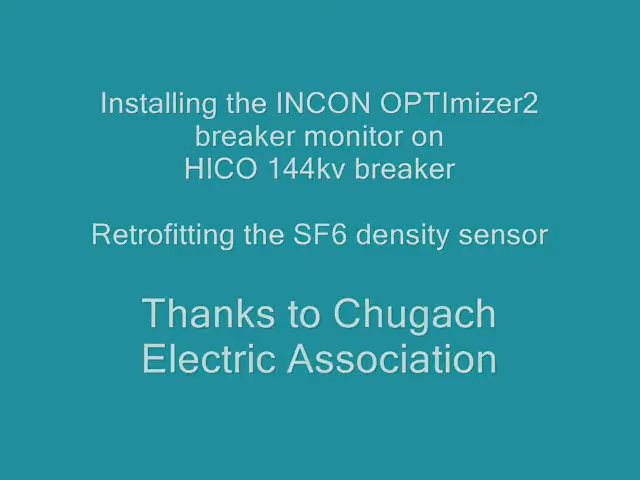 Installing the INCON OPTImizer2
breaker monitor on
HICO 144kv breaker
Retrofitting the SF6 density sensor
Thanks to Chugach
Electric Association